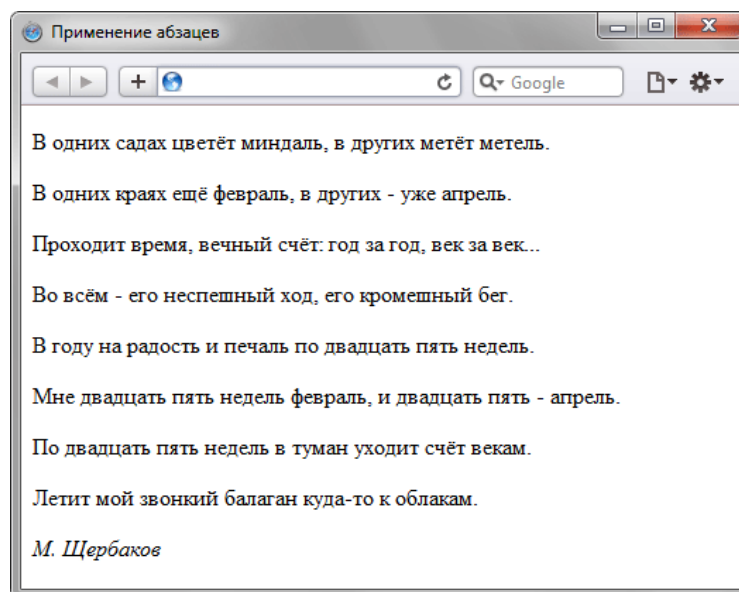 Применение абзацев
Google
В одних садах цветёт миндаль, в других метёт метель.
В одних краях ещё февраль, в других - уже апрель.
Проходит время, вечный счёт: год за год, век за век...
Во всём - его неспешный ход, его кромешный бег.
В году на радость и печаль по двадцать пять недель.
Мне двадцать пять недель февраль, и двадцать пять - апрель.
По двадцать пять недель в туман уходит счёт векам.
Летит мой звонкий балаган куда-то к облакам.
М. Щербаков